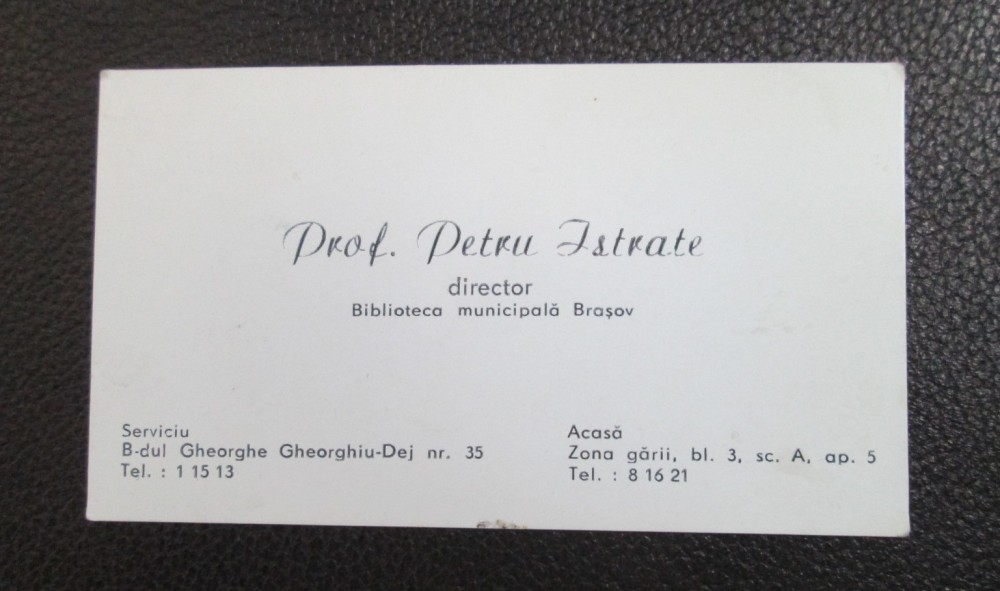 Prof. Petru Istrate
director
Biblioteca municipală Brașov
Serviciu
B-dul Gheorghe Gheorghiu-Dej nr. 35
Tel. : 1 15 13
Acasă
Zona gării, bl. 3, sc. A, ap. 5
Tel. : 8 16 21